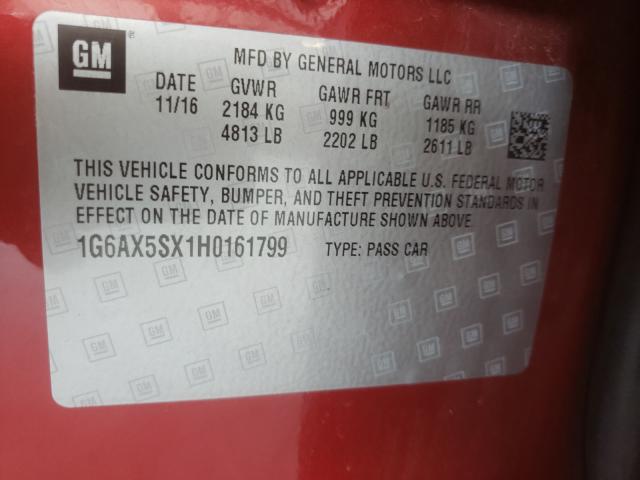 GM
MFD BY GENERAL MOTORS LLC
DATE GVWR GAWR FRT GAWR RR
11/16 2184 KG 999 KG 1185 KG
4813 LB 2202 LB 2611 LB
THIS VEHICLE CONFORMS TO ALL APPLICABLE U.S. FEDERAL MOTOR
VEHICLE SAFETY, BUMPER, AND THEFT PREVENTION STANDARDS IN
EFFECT ON THE DATE OF MANUFACTURE SHOWN ABOVE.
1G6AX5SX1H0161799 TYPE: PASS CAR